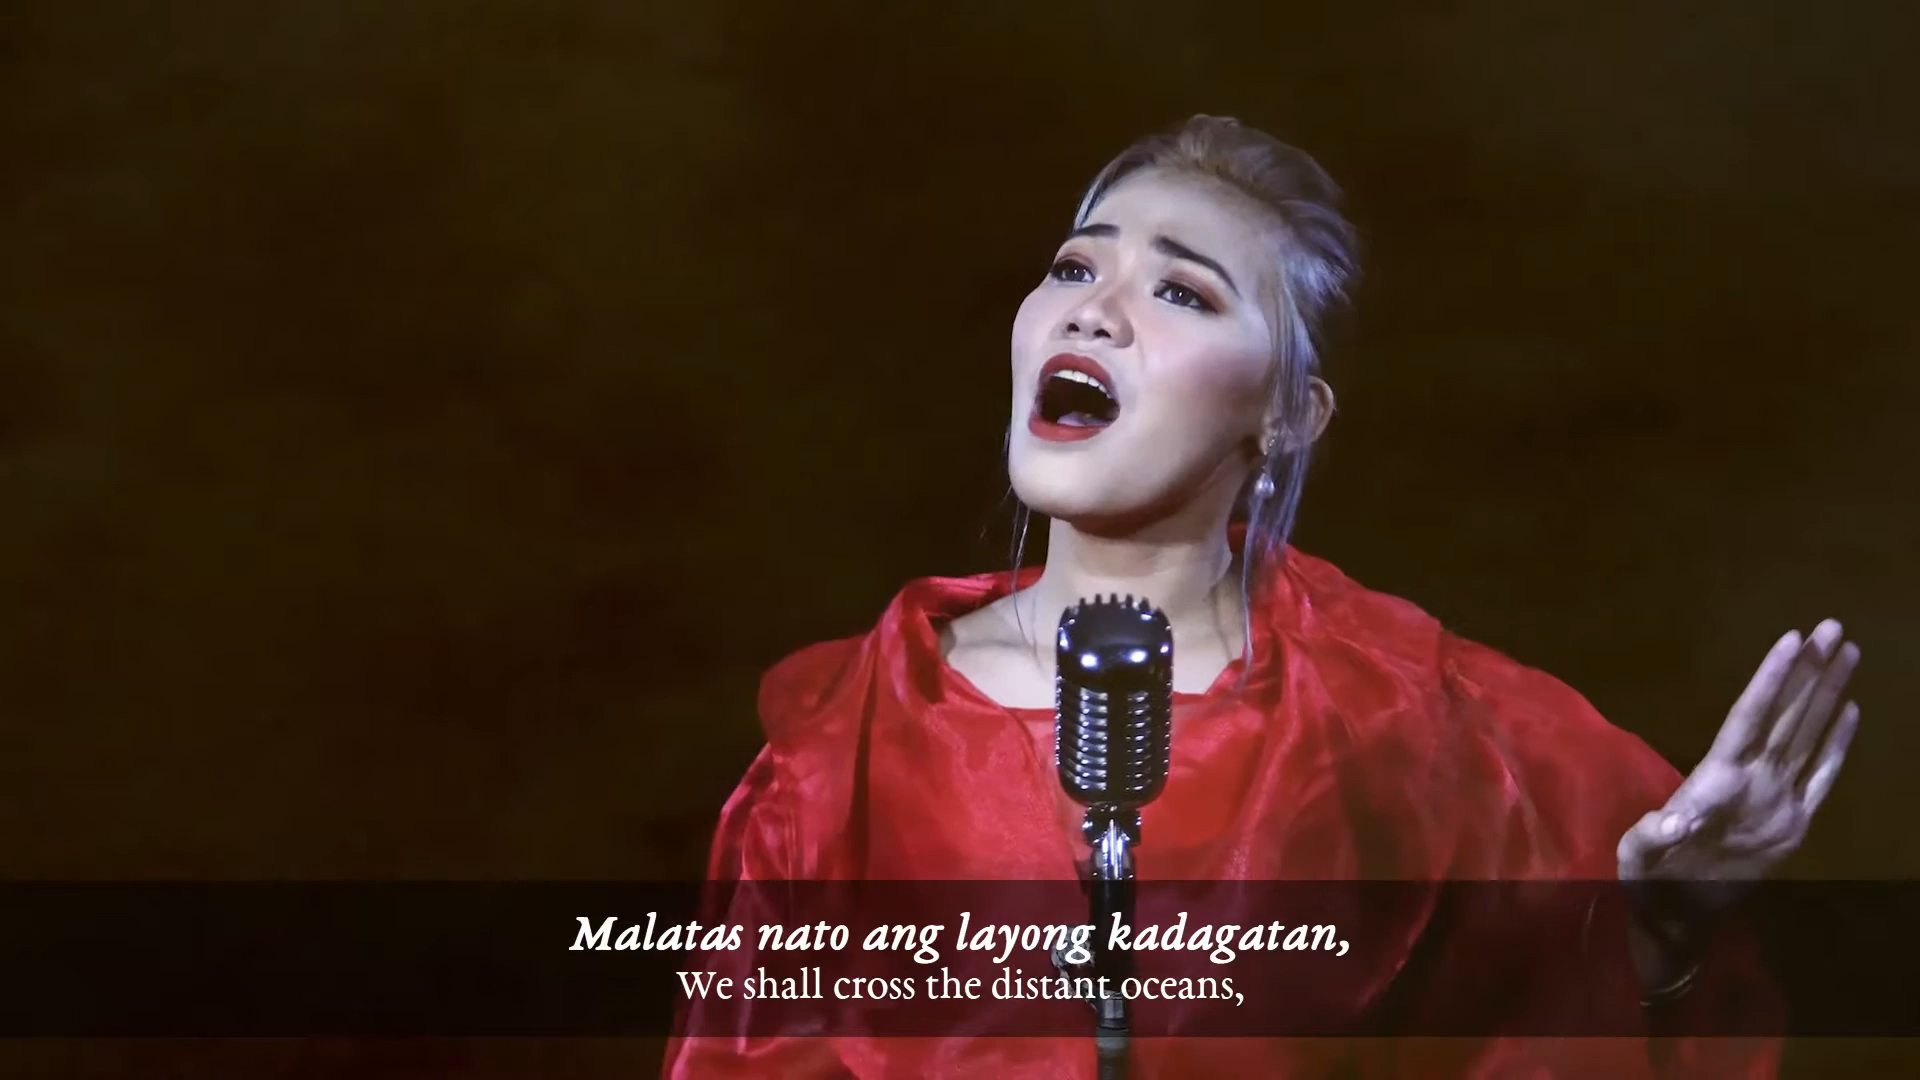 Malatas nato ang layong kadagatan,
We shall cross the distant oceans,